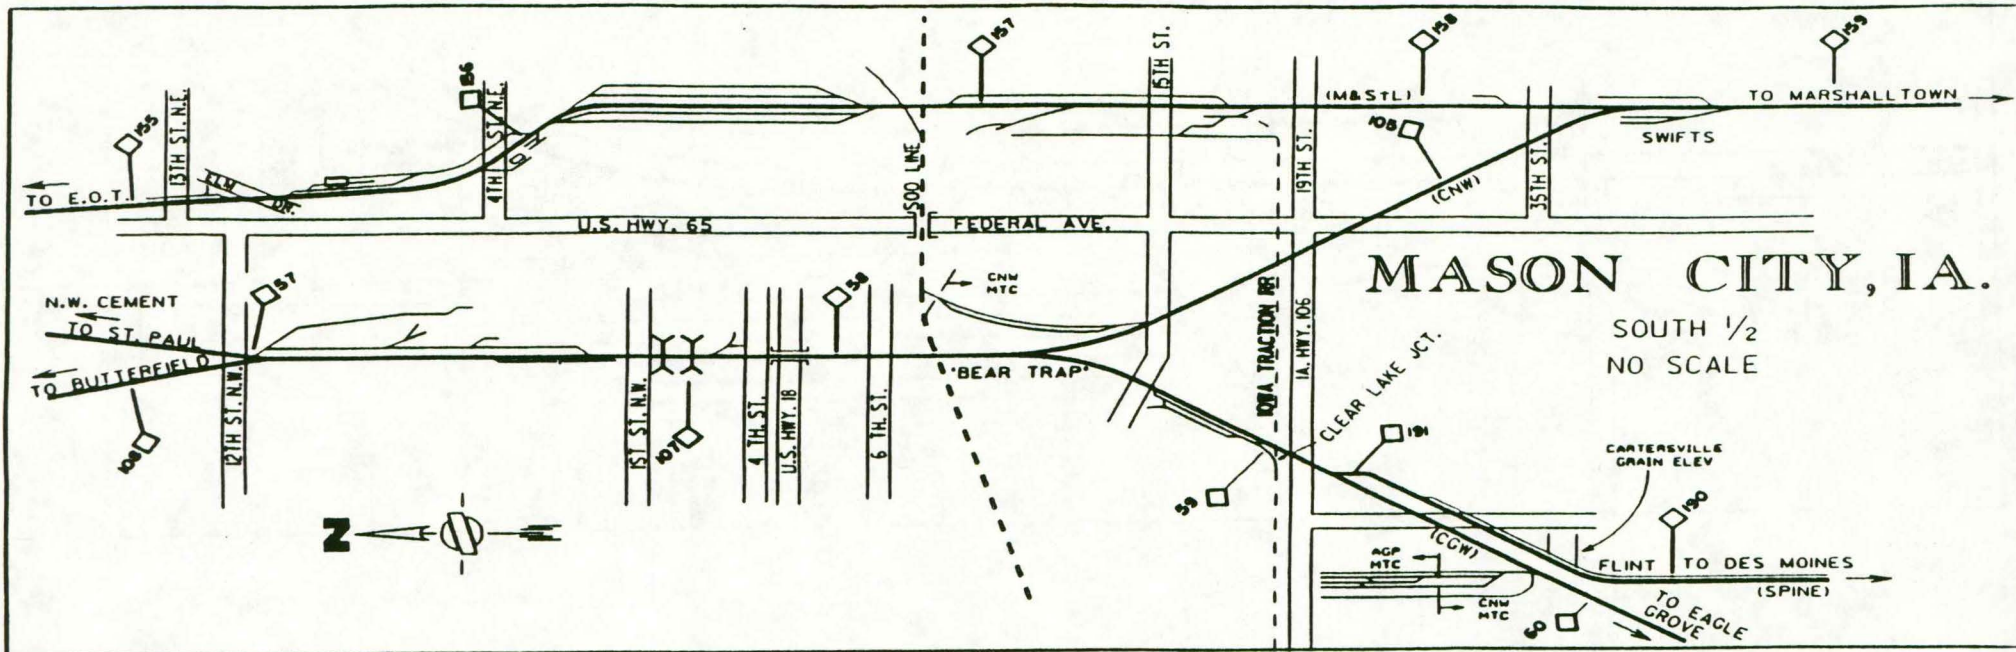 155
13TH ST. N.E.
TO E.O.T.
ELM
DR.
156
4TH ST. N.E.
SOO LINE
157
15TH ST.
19TH ST.
(M&STL)
158
105
(CNW)
35TH ST.
159
TO MARSHALLTOWN
SWIFTS
U.S. HWY. 65
FEDERAL AVE.
N.W. CEMENT
TO ST. PAUL
TO BUTTERFIELD
108
12TH ST. N.W.
57
1ST ST. N.W.
107
4 TH. ST.
U.S. HWY. 18
58
6 TH. ST.
CNW
MTC
"BEAR TRAP"
IOWA TRACTION RR
IA. HWY. 106
MASON CITY, IA.
SOUTH 1/2
NO SCALE
CLEAR LAKE JCT.
59
191
CARTERSVILLE
GRAIN ELEV
190
(CGW)
AGP
MTC
CNW
MTC
FLINT
TO DES MOINES
(SPINE)
TO EAGLE
GROVE
60
N